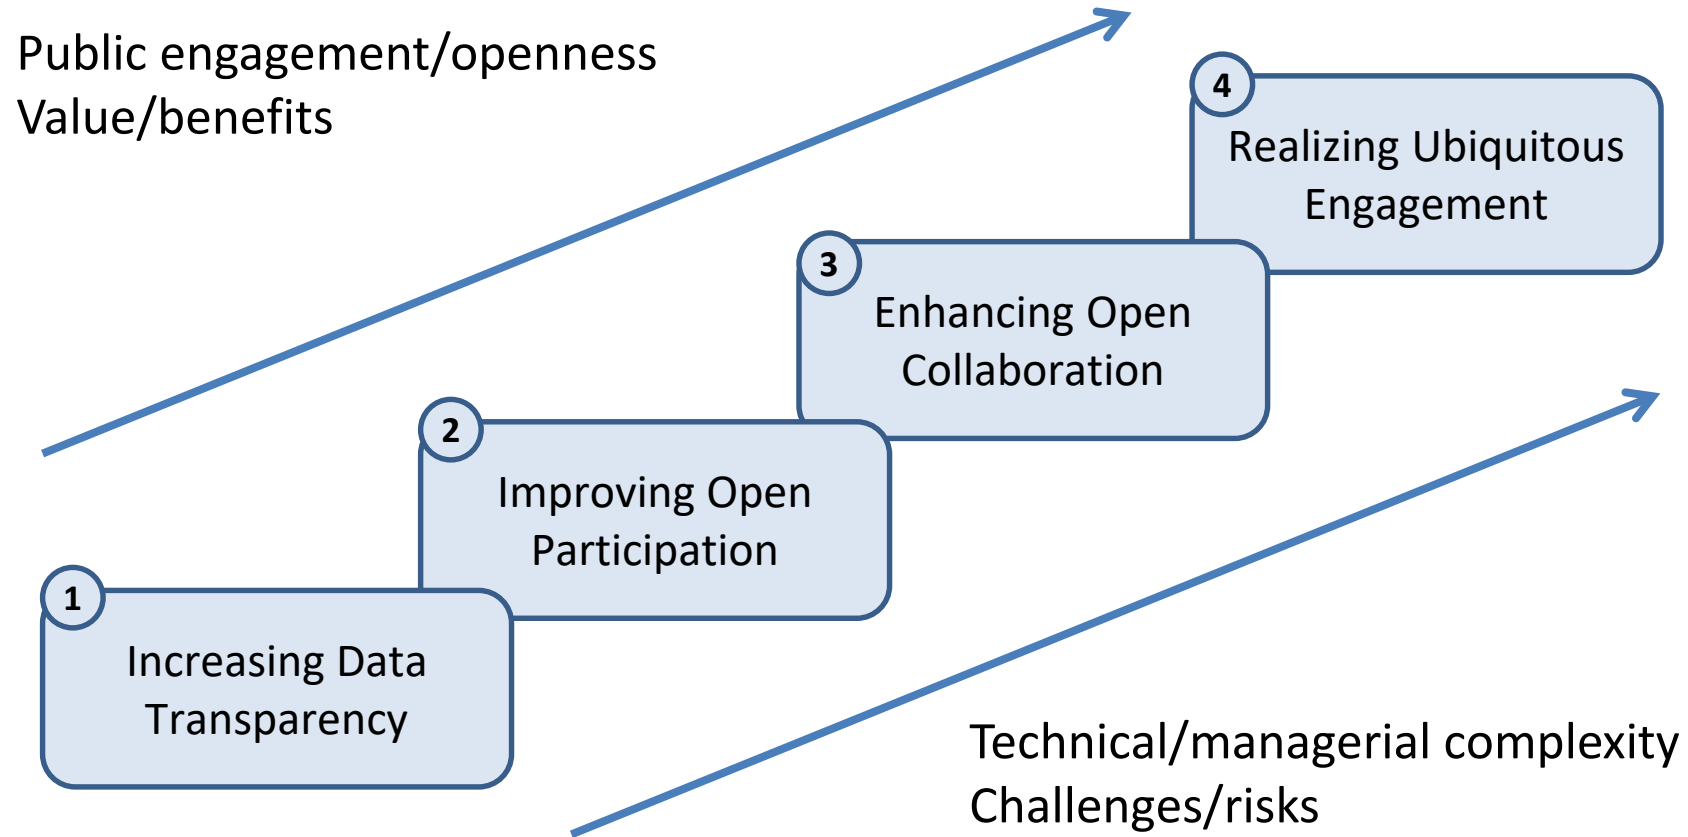 Public engagement/openness
Value/benefits
4
Realizing Ubiquitous
Engagement
3
Enhancing Open
Collaboration
2
Improving Open
Participation
1
Increasing Data
Transparency
Technical/managerial complexity
Challenges/risks